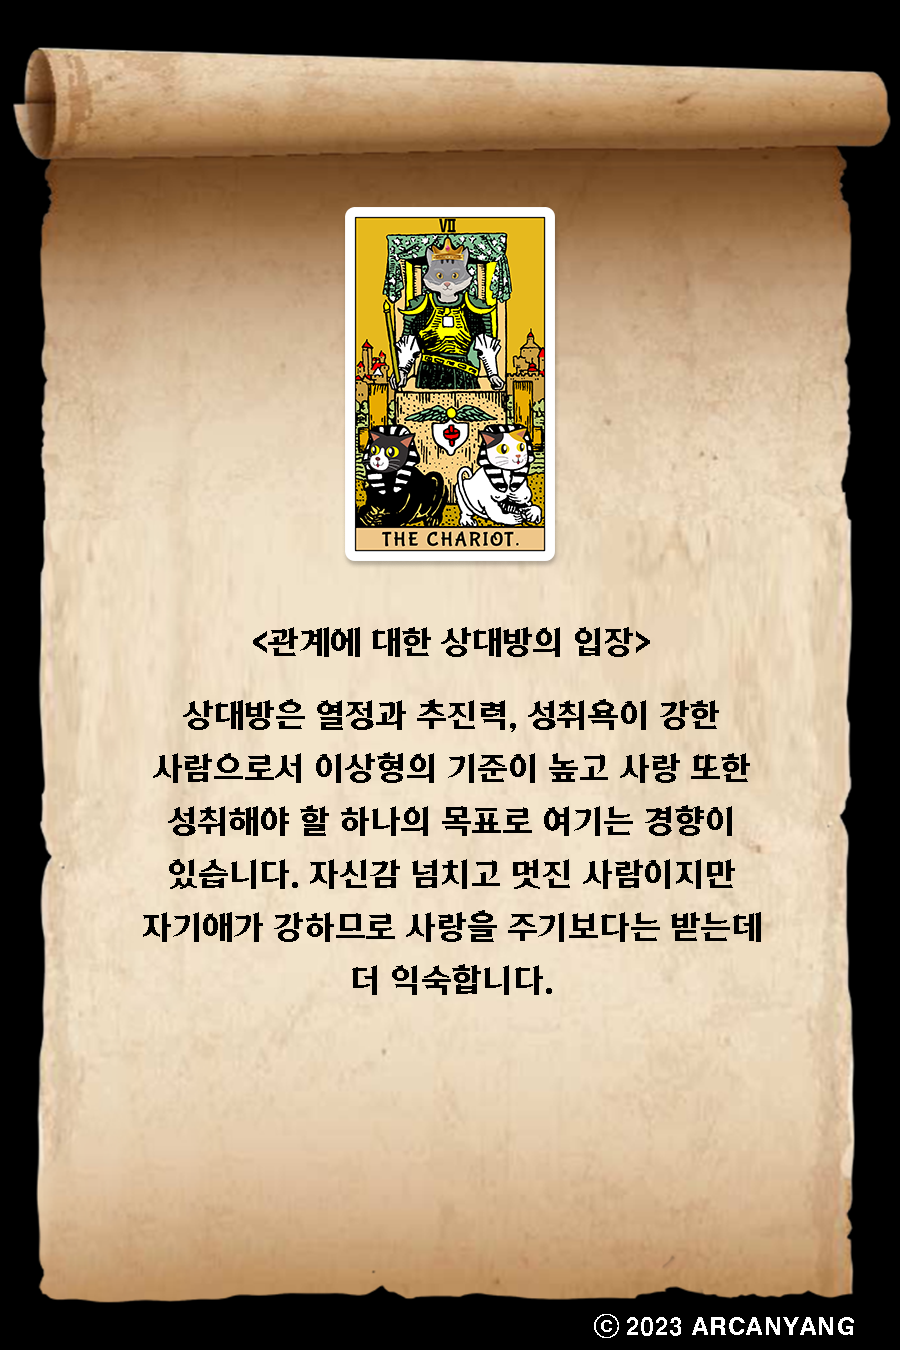 VII
THE CHARIOT.
<관계에 대한 상대방의 입장>
상대방은 열정과 추진력, 성취욕이 강한
사람으로서 이상형의 기준이 높고 사랑 또한
성취해야 할 하나의 목표로 여기는 경향이
있습니다. 자신감 넘치고 멋진 사람이지만
자기애가 강하므로 사랑을 주기보다는 받는데
더 익숙합니다.
ⓒ 2023 ARCANYANG